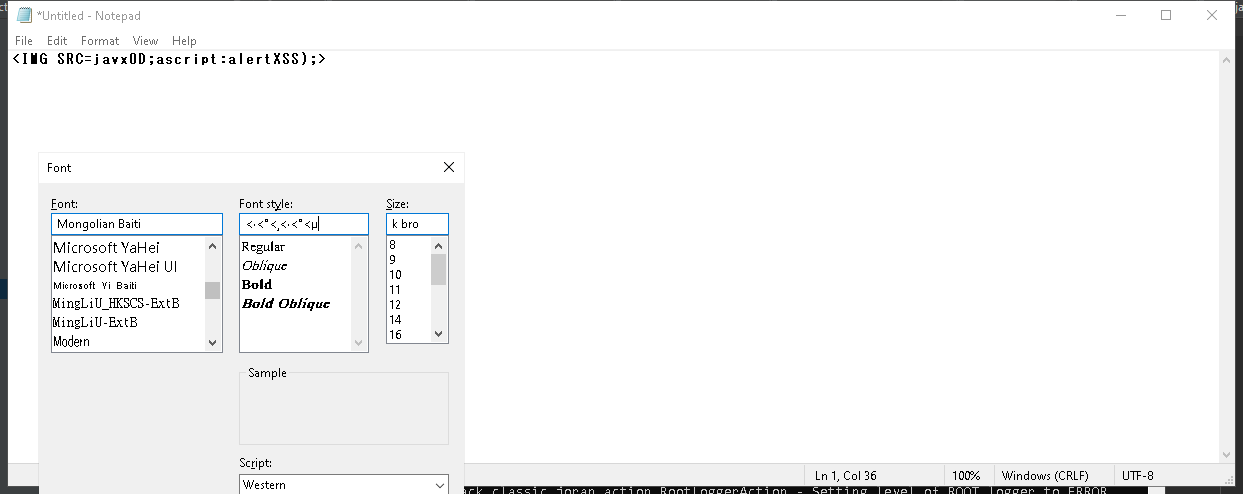 *Untitled - Notepad
File Edit Format View Help
<IMG SRC=javx0D;ascript:alertXSS);>
Font
Font: Font style: Size:
Mongolian Baiti <·<°<¸<·<°<µ k bro
Microsoft YaHei Regular 8
Microsoft YaHei UI Oblique 9
Microsoft Yi Baiti Bold 10
MingLiU_HKSCS-ExtB Bold Oblique 11
MingLiU-ExtB 12
Modern 14
16
Sample
Script:
Western
Ln 1, Col 36 100% Windows (CRLF) UTF-8
ack classic joran action RootLoggerAction - Setting level of ROOT logger to ERROR